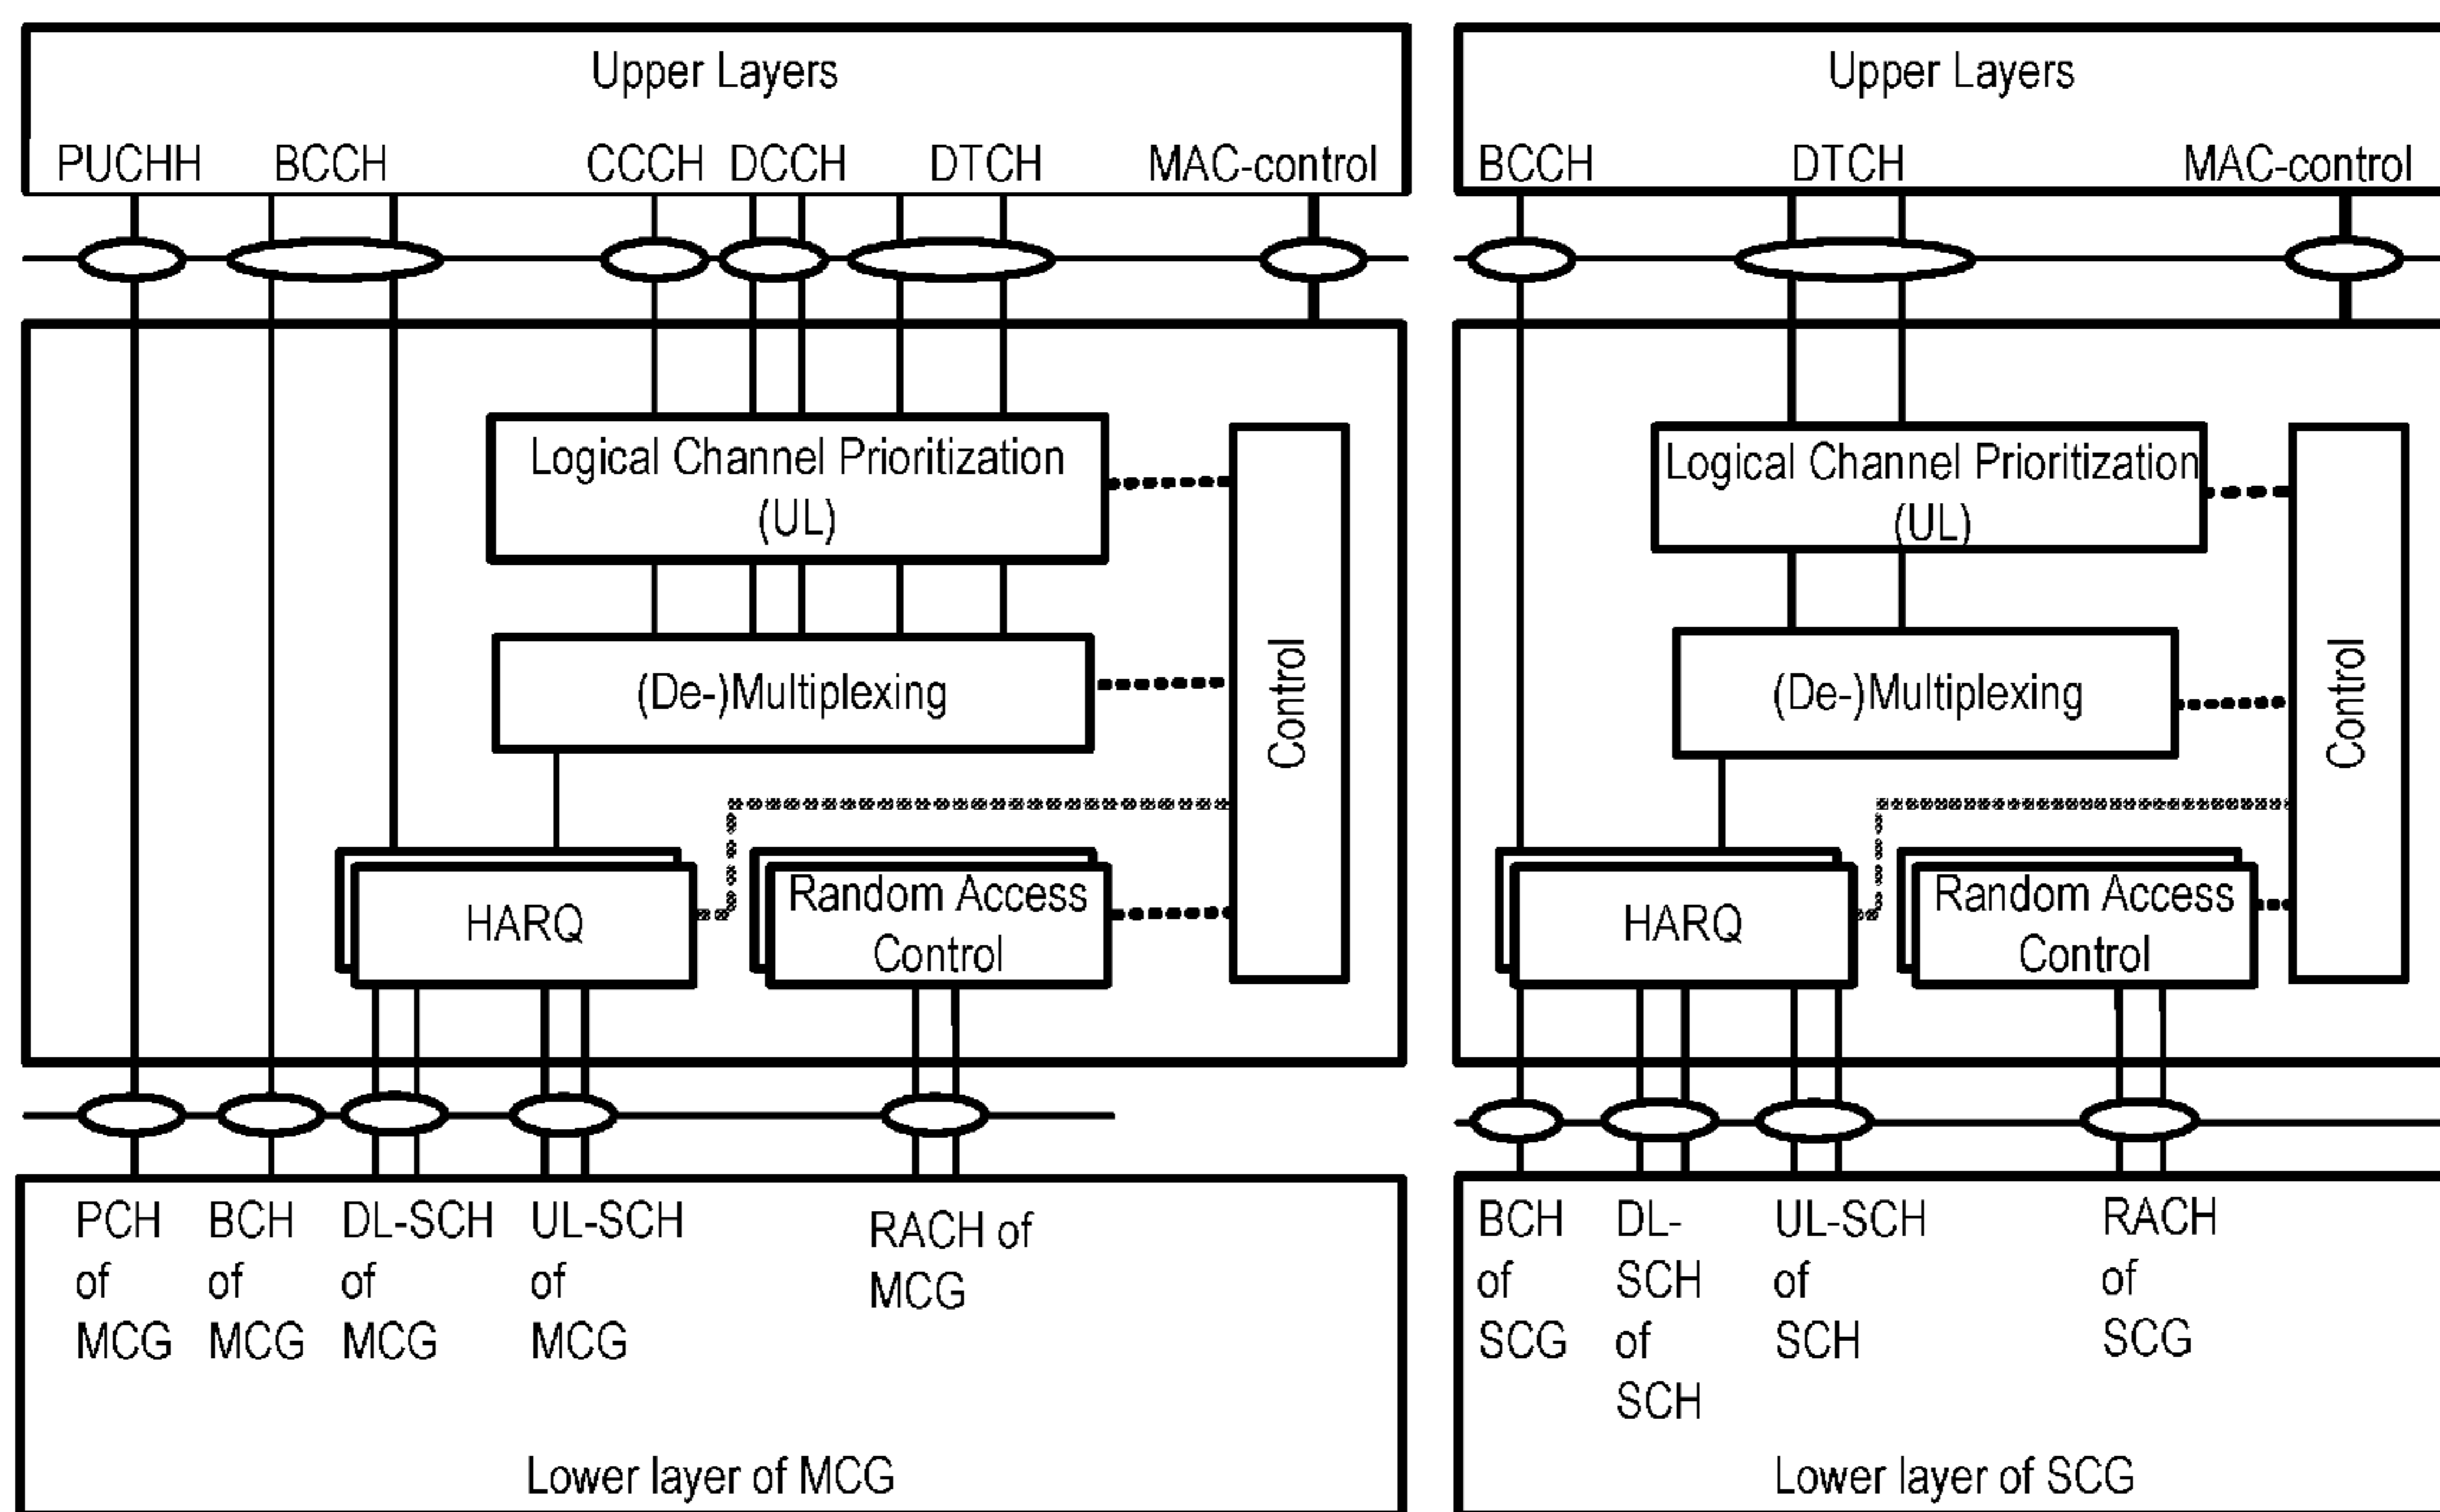 Upper Layers
PUCHH BCCH CCCH DCCH DTCH MAC-control
Logical Channel Prioritization
(UL)
(De-)Multiplexing
Control
HARQ
Random Access
Control
PCH
of
MCG
BCH
of
MCG
DL-SCH
of
MCG
UL-SCH
of
MCG
RACH of
MCG
Lower layer of MCG
Upper Layers
BCCH DTCH MAC-control
Logical Channel Prioritization
(UL)
(De-)Multiplexing
Control
HARQ
Random Access
Control
BCH
of
SCG
DL-
SCH
of
SCH
UL-SCH
of
SCH
RACH
of
SCG
Lower layer of SCG